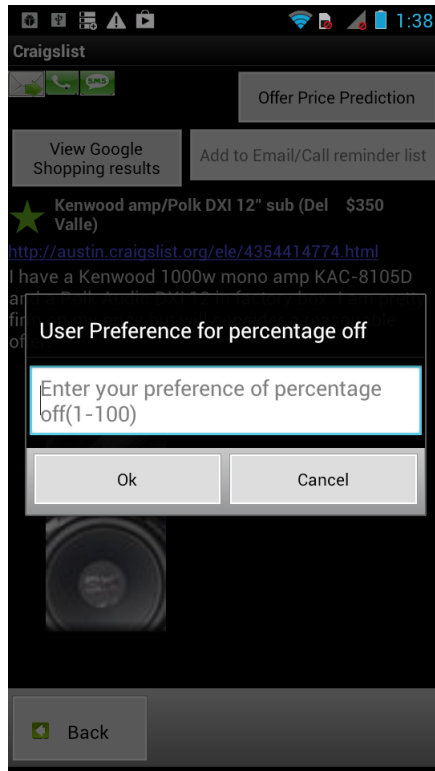 1:38
Craigslist
SMS
Offer Price Prediction
View Google
Shopping results
Add to Email/Call reminder list
Kenwood amp/Polk DXI 12" sub (Del
Valle)
$350
http://austin.craigslist.org/ele/4354414774.html
I have a Kenwood 1000w mono amp KAC-8105D
User Preference for percentage off
Enter your preference of percentage
off(1-100)
Ok
Cancel
Back